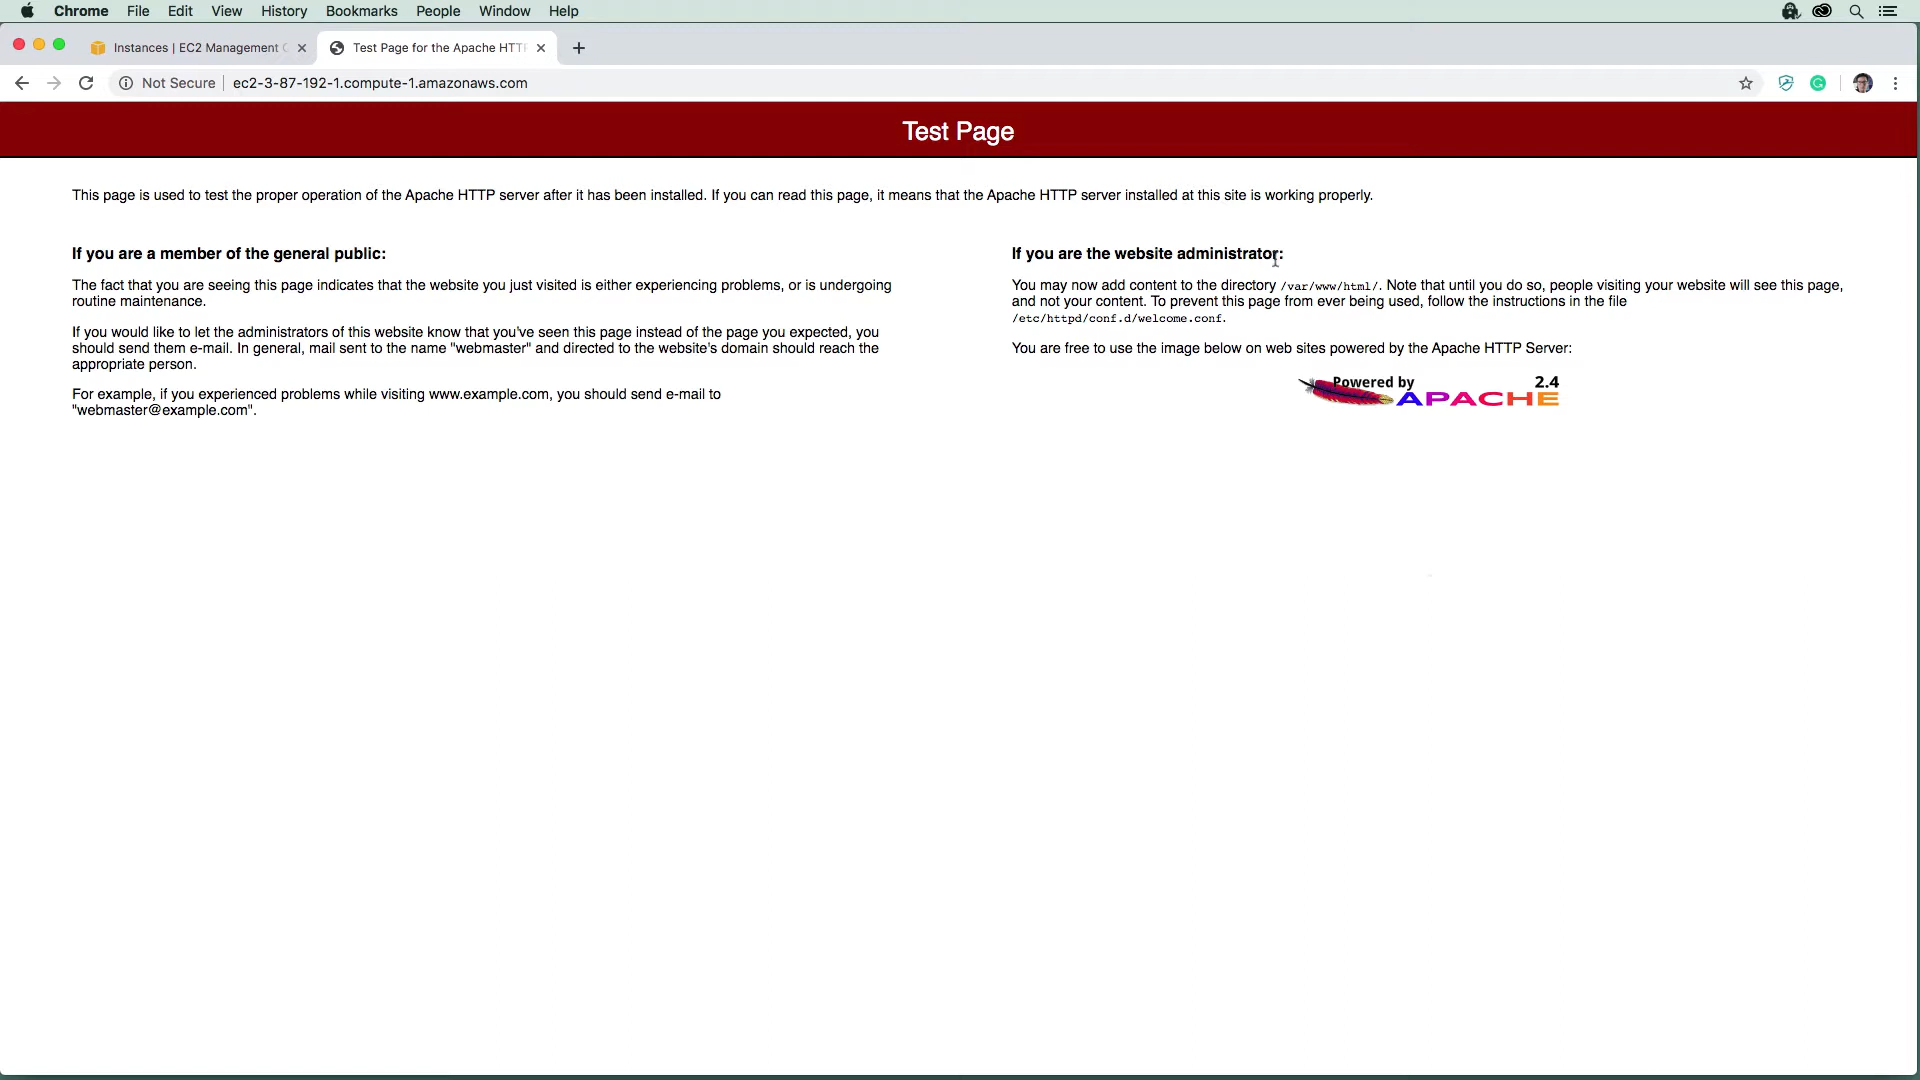 Chrome File Edit View History Bookmarks People Window Help
Instances | EC2 Management
Test Page for the Apache HTT
Not Secure ec2-3-87-192-1.compute-1.amazonaws.com
Test Page
This page is used to test the proper operation of the Apache HTTP server after it has been installed. If you can read this page, it means that the Apache HTTP server installed at this site is working properly.
If you are a member of the general public:
The fact that you are seeing this page indicates that the website you just visited is either experiencing problems, or is undergoing
routine maintenance.
If you would like to let the administrators of this website know that you've seen this page instead of the page you expected, you
should send them e-mail. In general, mail sent to the name "webmaster" and directed to the website's domain should reach the
appropriate person.
For example, if you experienced problems while visiting www.example.com, you should send e-mail to
"webmaster@example.com".
If you are the website administrator:
You may now add content to the directory /var/www/html/. Note that until you do so, people visiting your website will see this page,
and not your content. To prevent this page from ever being used, follow the instructions in the file
/etc/httpd/conf.d/welcome.conf.
You are free to use the image below on web sites powered by the Apache HTTP Server:
Powered by 2.4
APACHE